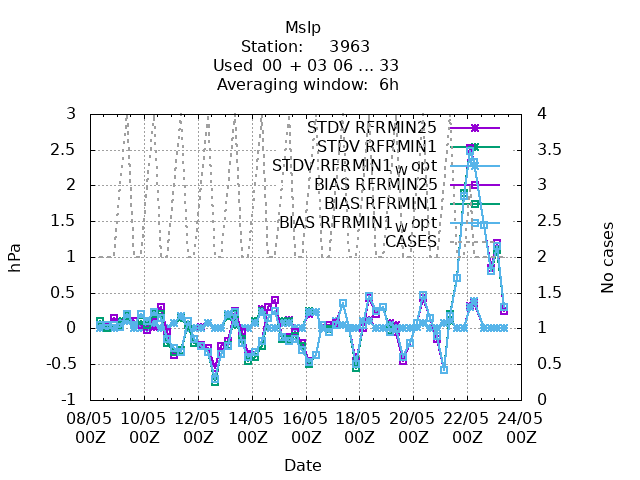 Mslp
Station: 3963
Used 00 + 03 06 ... 33
Averaging window: 6h
3
2.5
2
1.5
1
0.5
0
-0.5
-1
hPa
4
3.5
3
2.5
2
1.5
1
0.5
0
No cases
STDV RFRMIN25
STDV RFRMIN1
STDV RFRMIN1w opt
BIAS RFRMIN25
BIAS RFRMIN1
BIAS RFRMIN1w opt
CASES
08/05 10/05 12/05 14/05 16/05 18/05 20/05 22/05 24/05
00Z 00Z 00Z 00Z 00Z 00Z 00Z 00Z 00Z
Date